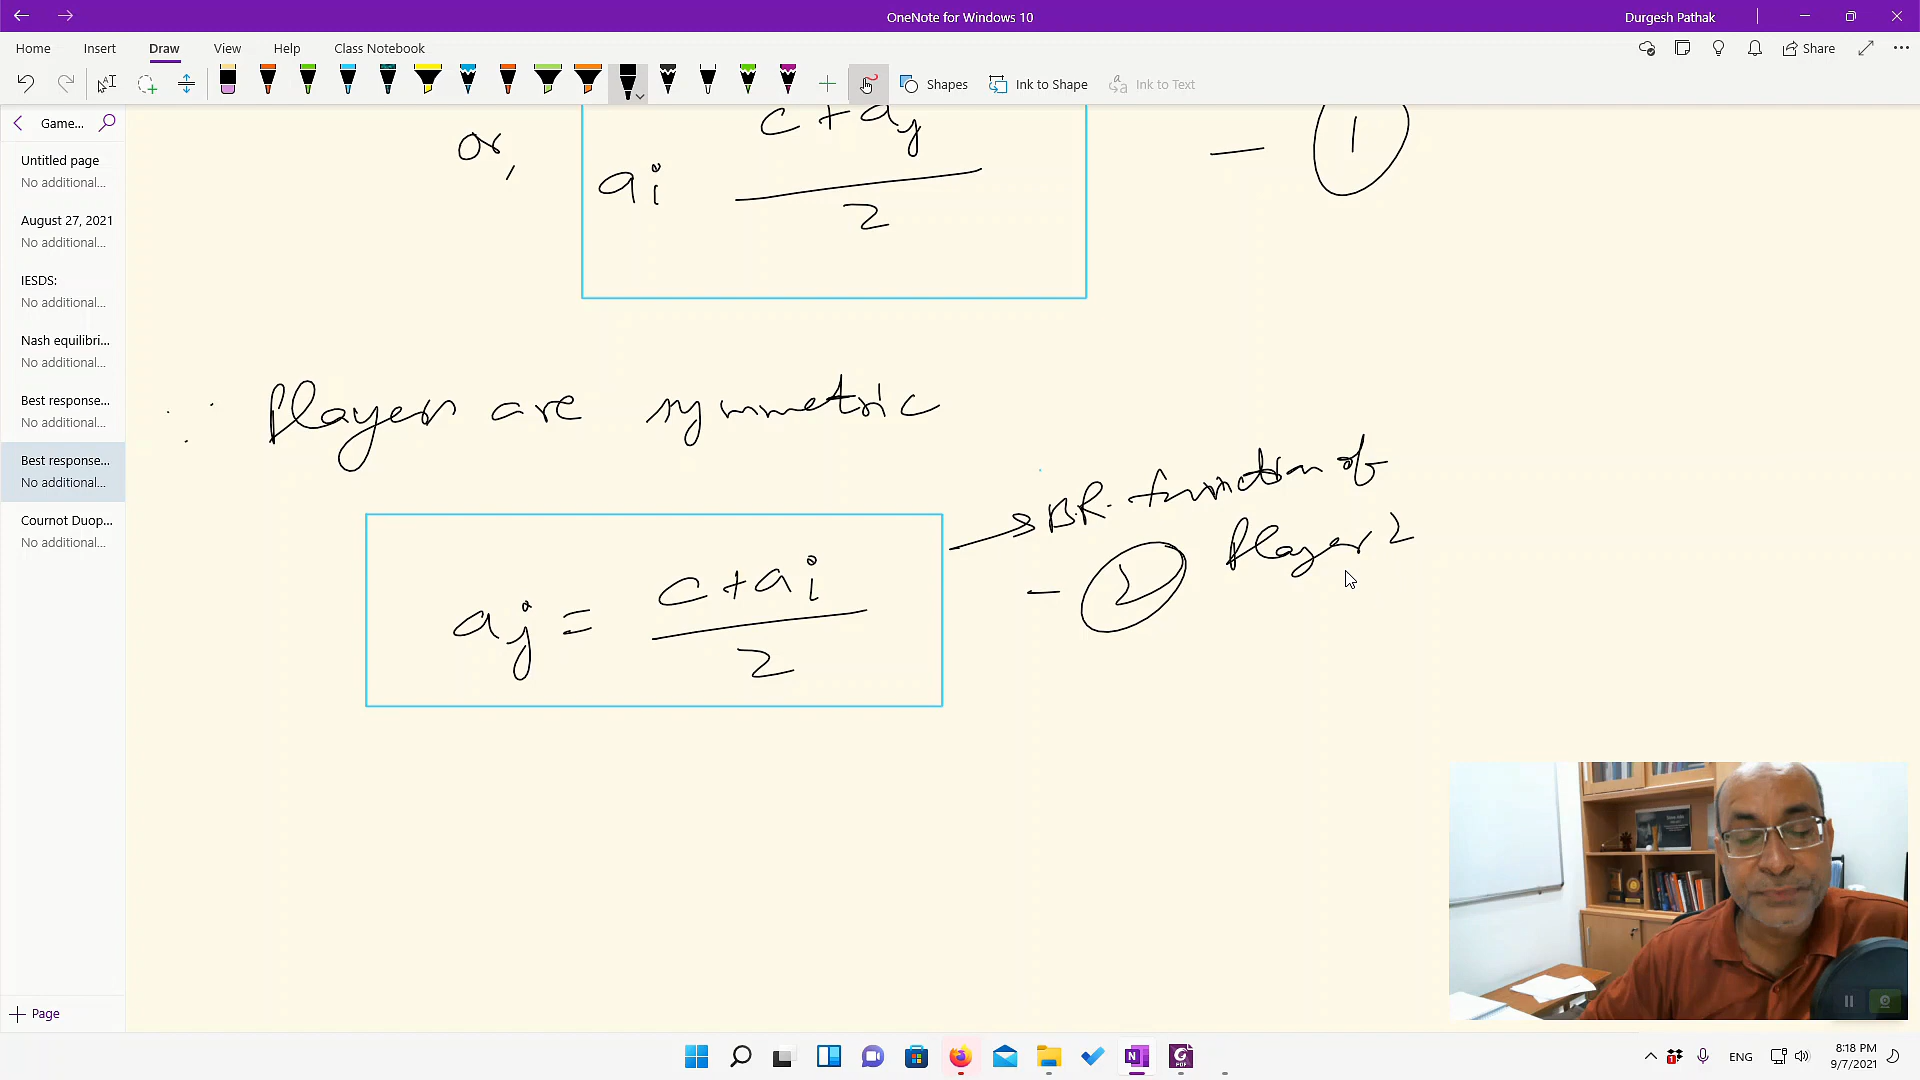 OneNote for Windows 10
Durgesh Pathak
Home Insert Draw View Help Class Notebook
Share
Shapes Ink to Shape Ink to Text
Game...
Untitled page
No additional...
August 27, 2021
No additional...
IESDS:
No additional...
Nash equilibri...
No additional...
Best response...
No additional...
Best response...
No additional...
Cournot Duop...
No additional...
Page
or, ai c + aj / 2 — 1
∵ Players are symmetric
aj = c + ai / 2 → B.R. function of
— 2 Player 2
ENG
8:18 PM
9/7/2021